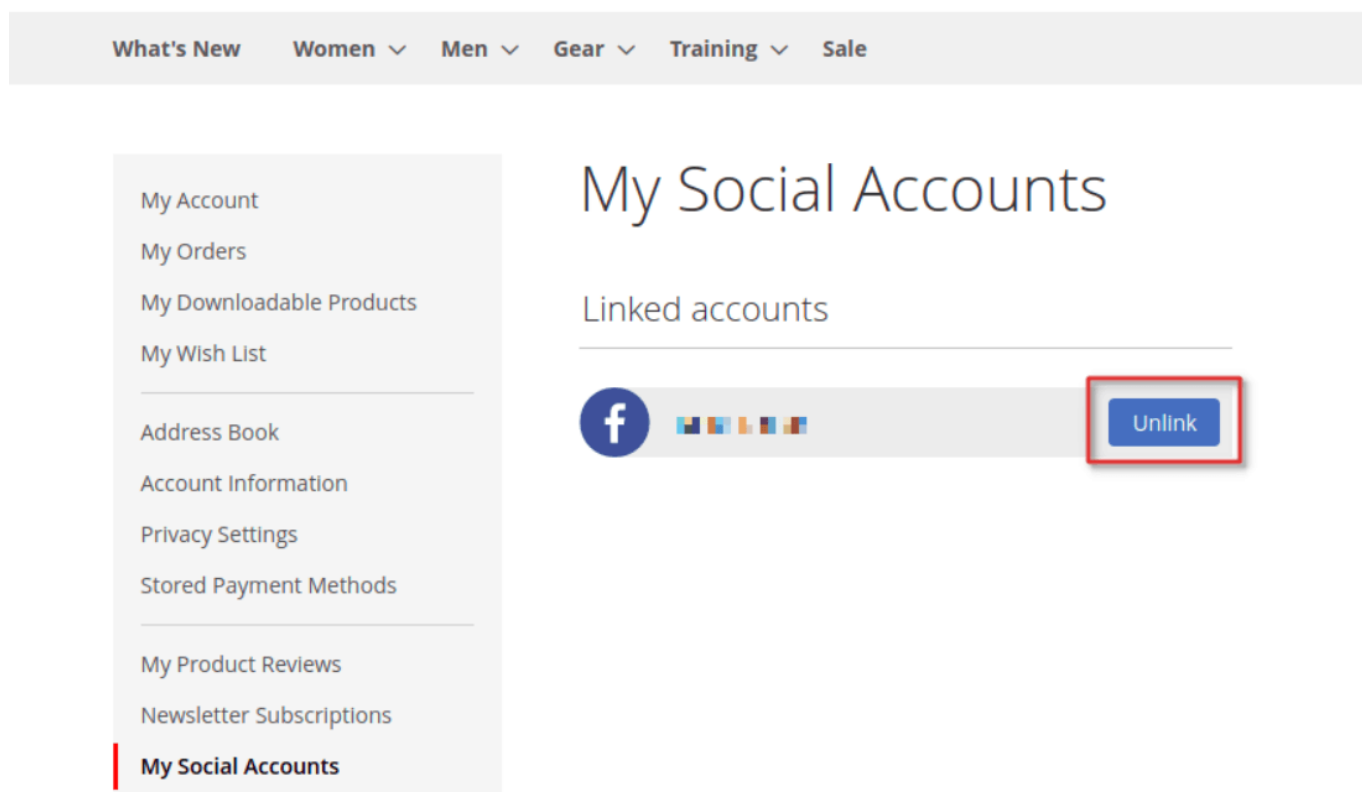 What's New Women Men Gear Training Sale
My Account
My Orders
My Downloadable Products
My Wish List
Address Book
Account Information
Privacy Settings
Stored Payment Methods
My Product Reviews
Newsletter Subscriptions
My Social Accounts
My Social Accounts
Linked accounts
f
Unlink